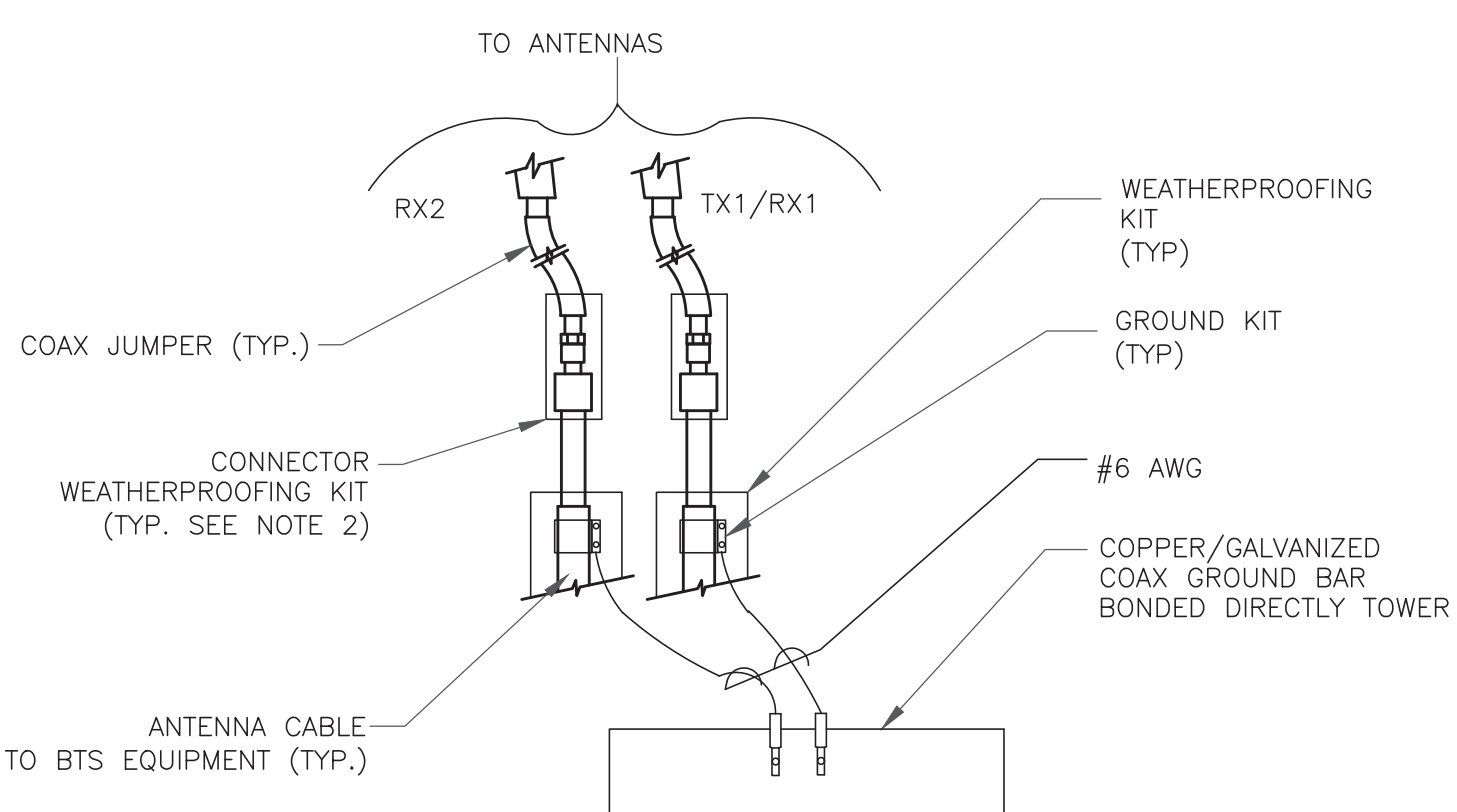 TO ANTENNAS
RX2
TX1/RX1
WEATHERPROOFING
KIT
(TYP)
GROUND KIT
(TYP)
COAX JUMPER (TYP.)
CONNECTOR
WEATHERPROOFING KIT
(TYP. SEE NOTE 2)
#6 AWG
COPPER/GALVANIZED
COAX GROUND BAR
BONDED DIRECTLY TOWER
ANTENNA CABLE
TO BTS EQUIPMENT (TYP.)